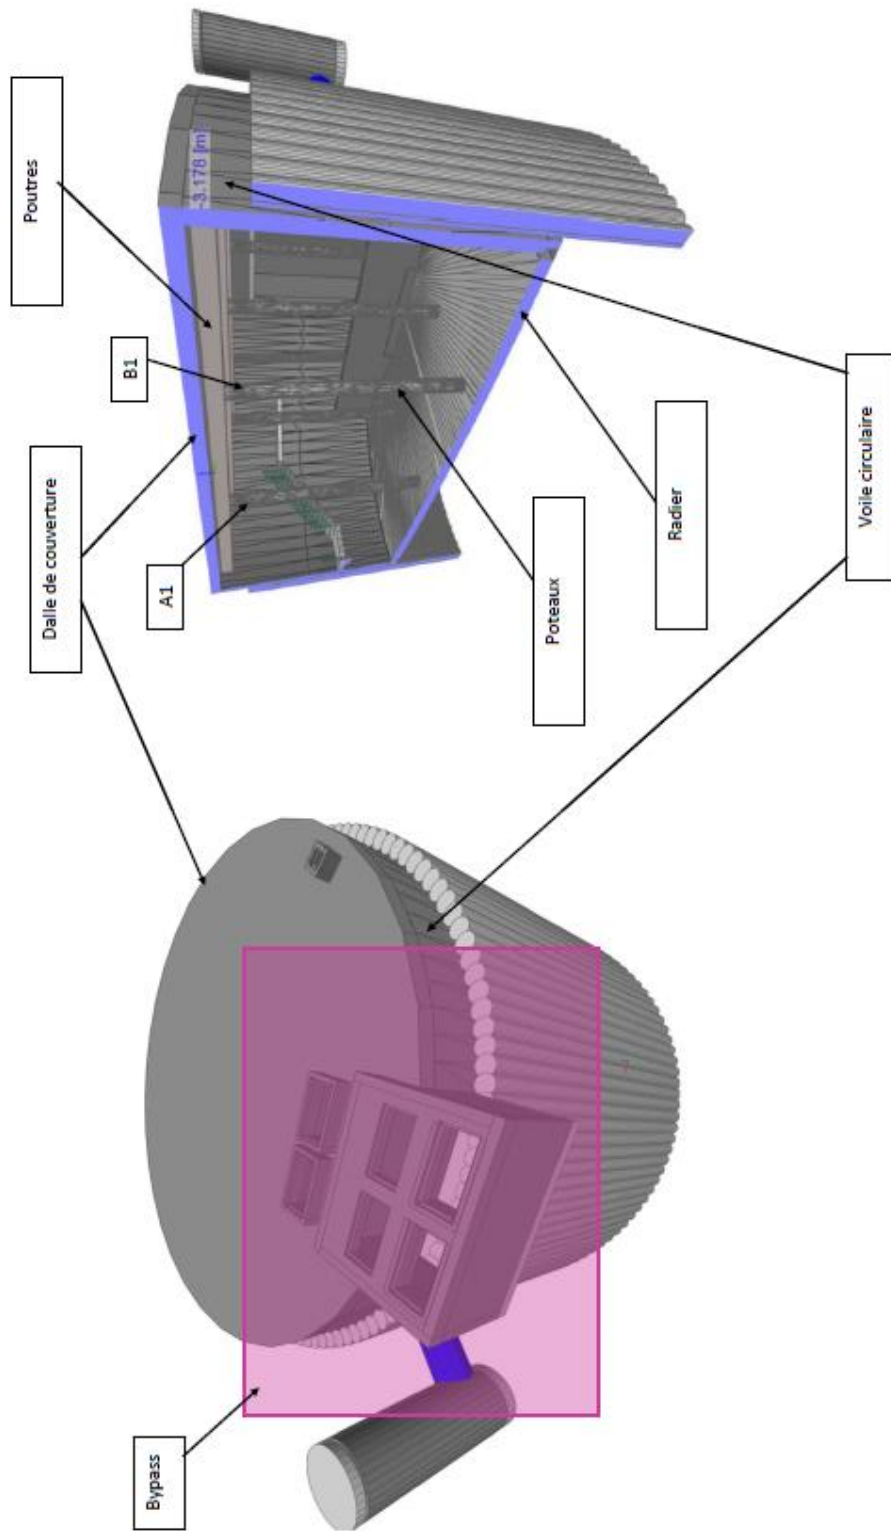 Poutres
Dalle de couverture
B1
Bypass
A1
-3.178 [m]
Poteaux
Radier
Voile circulaire